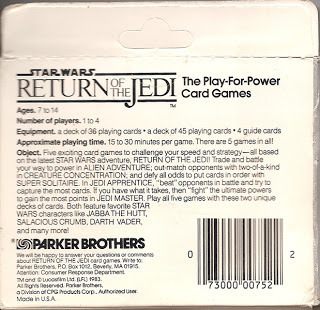 STAR WARS
RETURN OF THE JEDI™
The Play-For-Power
Card Games
Ages. 7 to 14
Number of players. 1 to 4
Equipment. a deck of 36 playing cards • a deck of 45 playing cards • 4 guide cards
Approximate playing time. 15 to 30 minutes per game. There are 5 games in all!
Object. Five exciting card games to challenge your speed and strategy—all based
on the latest STAR WARS adventure, RETURN OF THE JEDI! Trade and battle
your way to power in ALIEN ADVENTURE; out-match opponents with two-of-a-kind
in CREATURE CONCENTRATION; and defy all odds to put cards in order with
SUPER SOLITAIRE. In JEDI APPRENTICE, "beat" opponents in battle and try to
capture the most cards. If you have what it takes, then "fight" the ultimate powers
to gain the most points in JEDI MASTER. Play all five games with these two unique
decks of cards. Both feature favorite STAR
WARS characters like JABBA THE HUTT,
SALACIOUS CRUMB, DARTH VADER,
and many more!
PARKER BROTHERS
We will be happy to answer your questions or comments
about RETURN OF THE JEDI card games. Write to:
Parker Brothers, P.O. Box 1012, Beverly, MA 01915.
Attention: Consumer Response Department.
TM & © Lucasfilm Ltd. (LFL) 1983.
All Rights Reserved. Parker Brothers,
a Division of CPG Products Corp., Authorized User.
Made in U.S.A.
0 73000 00752 2